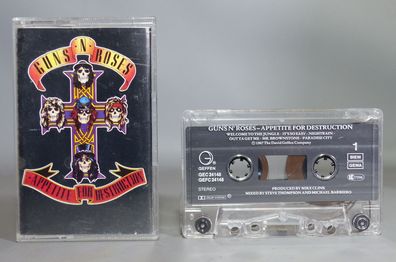 GUNS N' ROSES
APPETITE FOR DESTRUCTION
GUNS N' ROSES – APPETITE FOR DESTRUCTION
WELCOME TO THE JUNGLE · IT'S SO EASY · NIGHTRAIN ·
OUT TA GET ME · MR. BROWNSTONE · PARADISE CITY
℗ 1987 The David Geffen Company
1
GEFFEN
GEC 24148
GEFC 24148
STEREO
BIEM
GEMA
PRODUCED BY MIKE CLINK
MIXED BY STEVE THOMPSON AND MICHAEL BARBIERO